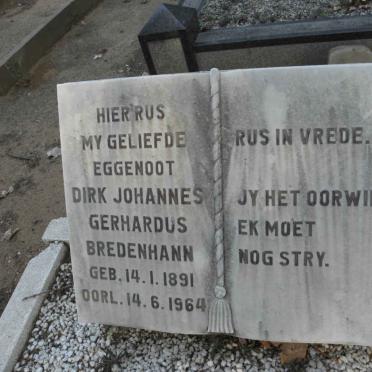 HIER RUS
MY GELIEFDE
EGGENOOT
DIRK JOHANNES
GERHARDUS
BREDENHANN
GEB. 14.1.1891
OORL. 14.6.1964
RUS IN VREDE.
JY HET OORWIN
EK MOET
NOG STRY.